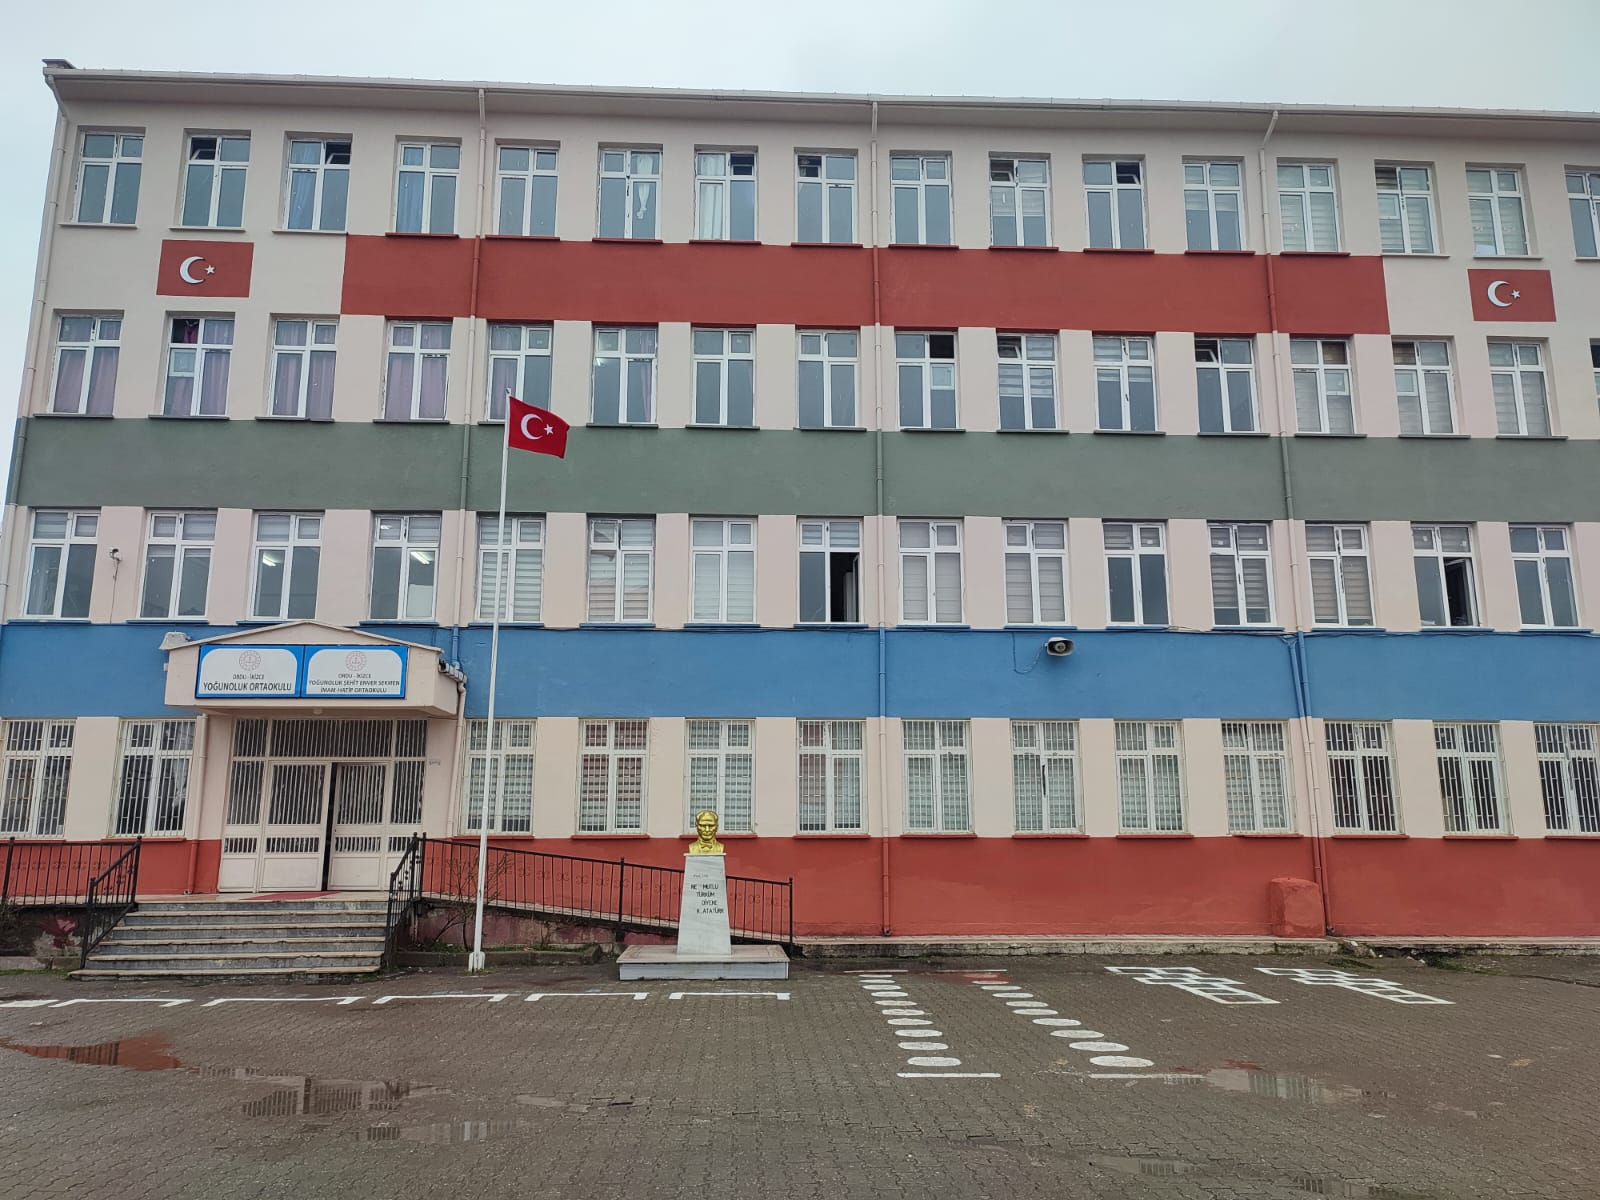 ORDU - İKİZCE
YOĞUNOLUK ORTAOKULU
ORDU - İKİZCE
YOĞUNOLUK ŞEHİT ENVER SEKMEN
İMAM-HATİP ORTAOKULU
NE MUTLU
TÜRKÜM
DİYENE
K.ATATÜRK